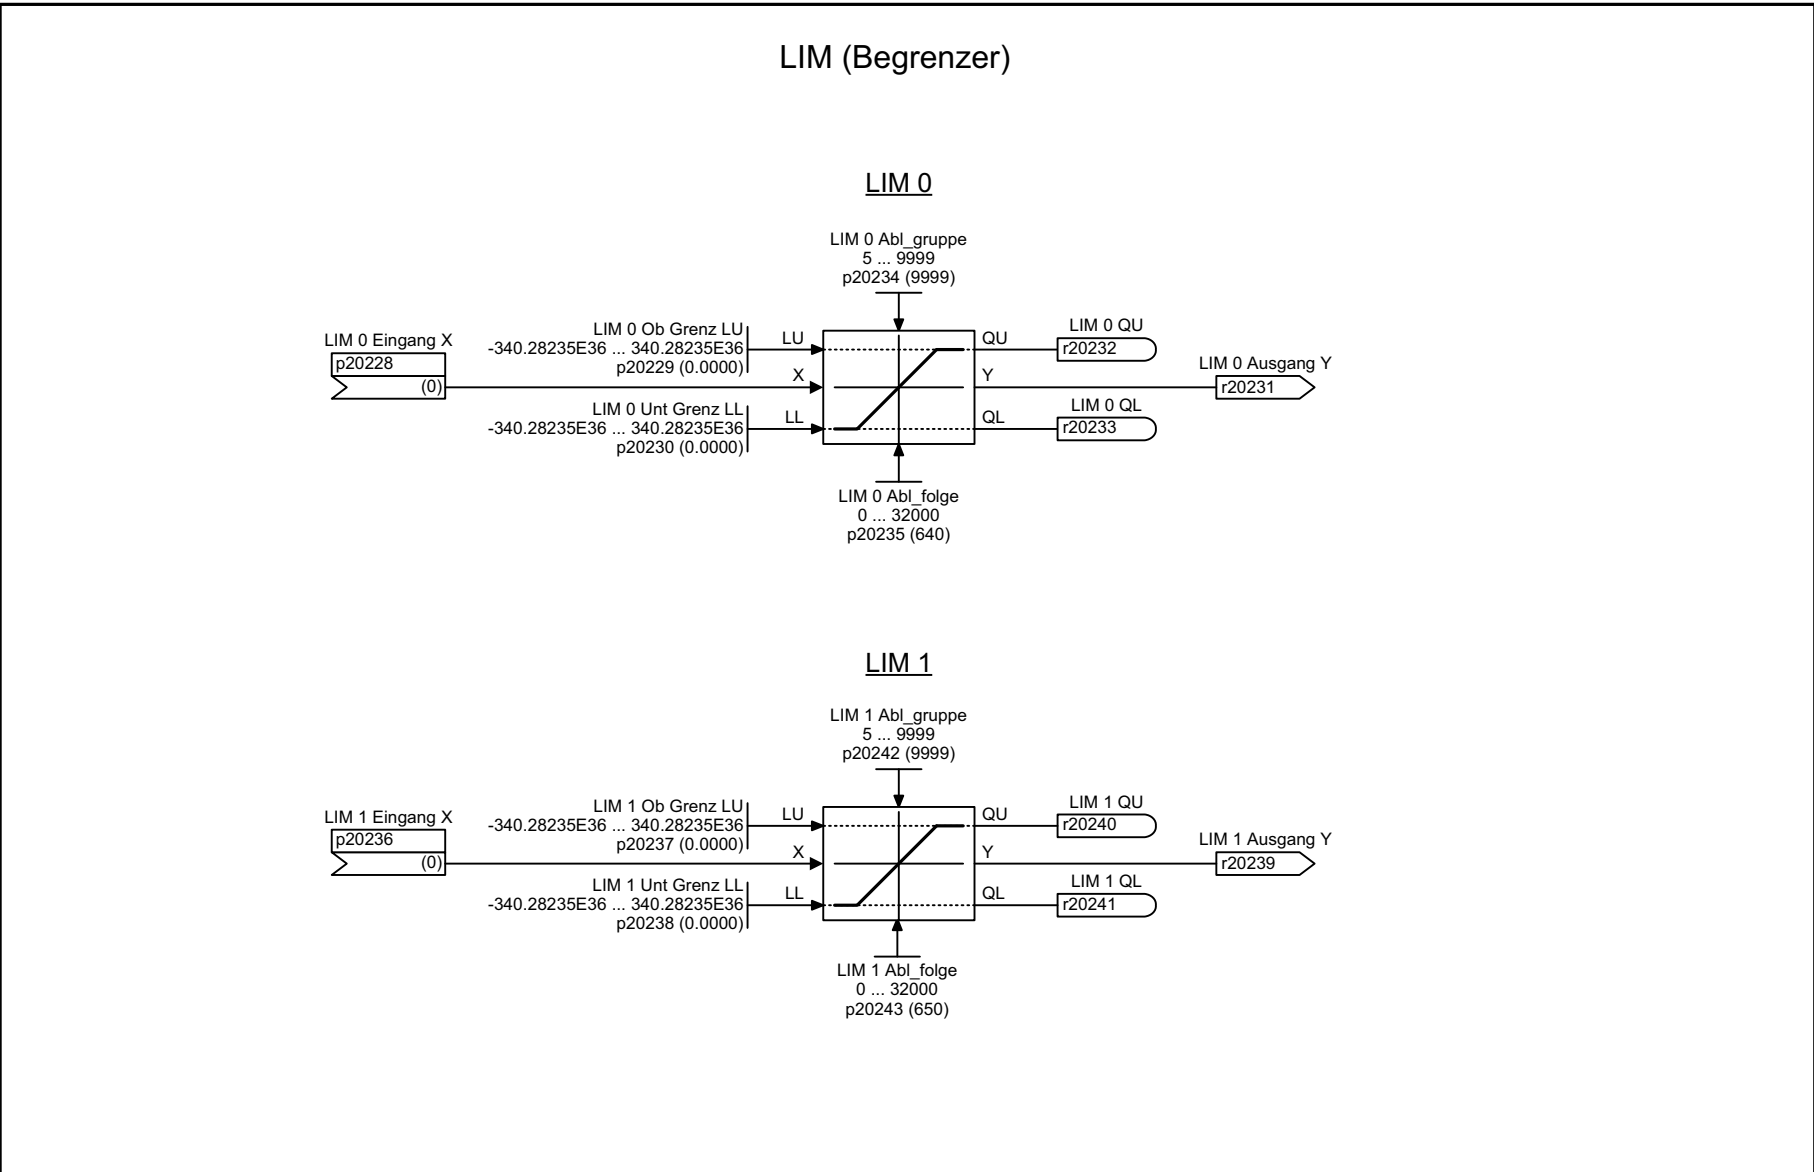 LIM (Begrenzer)
LIM 0
LIM 0 Abl_gruppe
5 ... 9999
p20234 (9999)
LIM 0 Eingang X
p20228
(0)
LIM 0 Ob Grenz LU
-340.28235E36 ... 340.28235E36
p20229 (0.0000)
LIM 0 Unt Grenz LL
-340.28235E36 ... 340.28235E36
p20230 (0.0000)
LU
X
LL
QU
Y
QL
LIM 0 QU
r20232
LIM 0 Ausgang Y
r20231
LIM 0 QL
r20233
LIM 0 Abl_folge
0 ... 32000
p20235 (640)
LIM 1
LIM 1 Abl_gruppe
5 ... 9999
p20242 (9999)
LIM 1 Eingang X
p20236
(0)
LIM 1 Ob Grenz LU
-340.28235E36 ... 340.28235E36
p20237 (0.0000)
LIM 1 Unt Grenz LL
-340.28235E36 ... 340.28235E36
p20238 (0.0000)
LU
X
LL
QU
Y
QL
LIM 1 QU
r20240
LIM 1 Ausgang Y
r20239
LIM 1 QL
r20241
LIM 1 Abl_folge
0 ... 32000
p20243 (650)